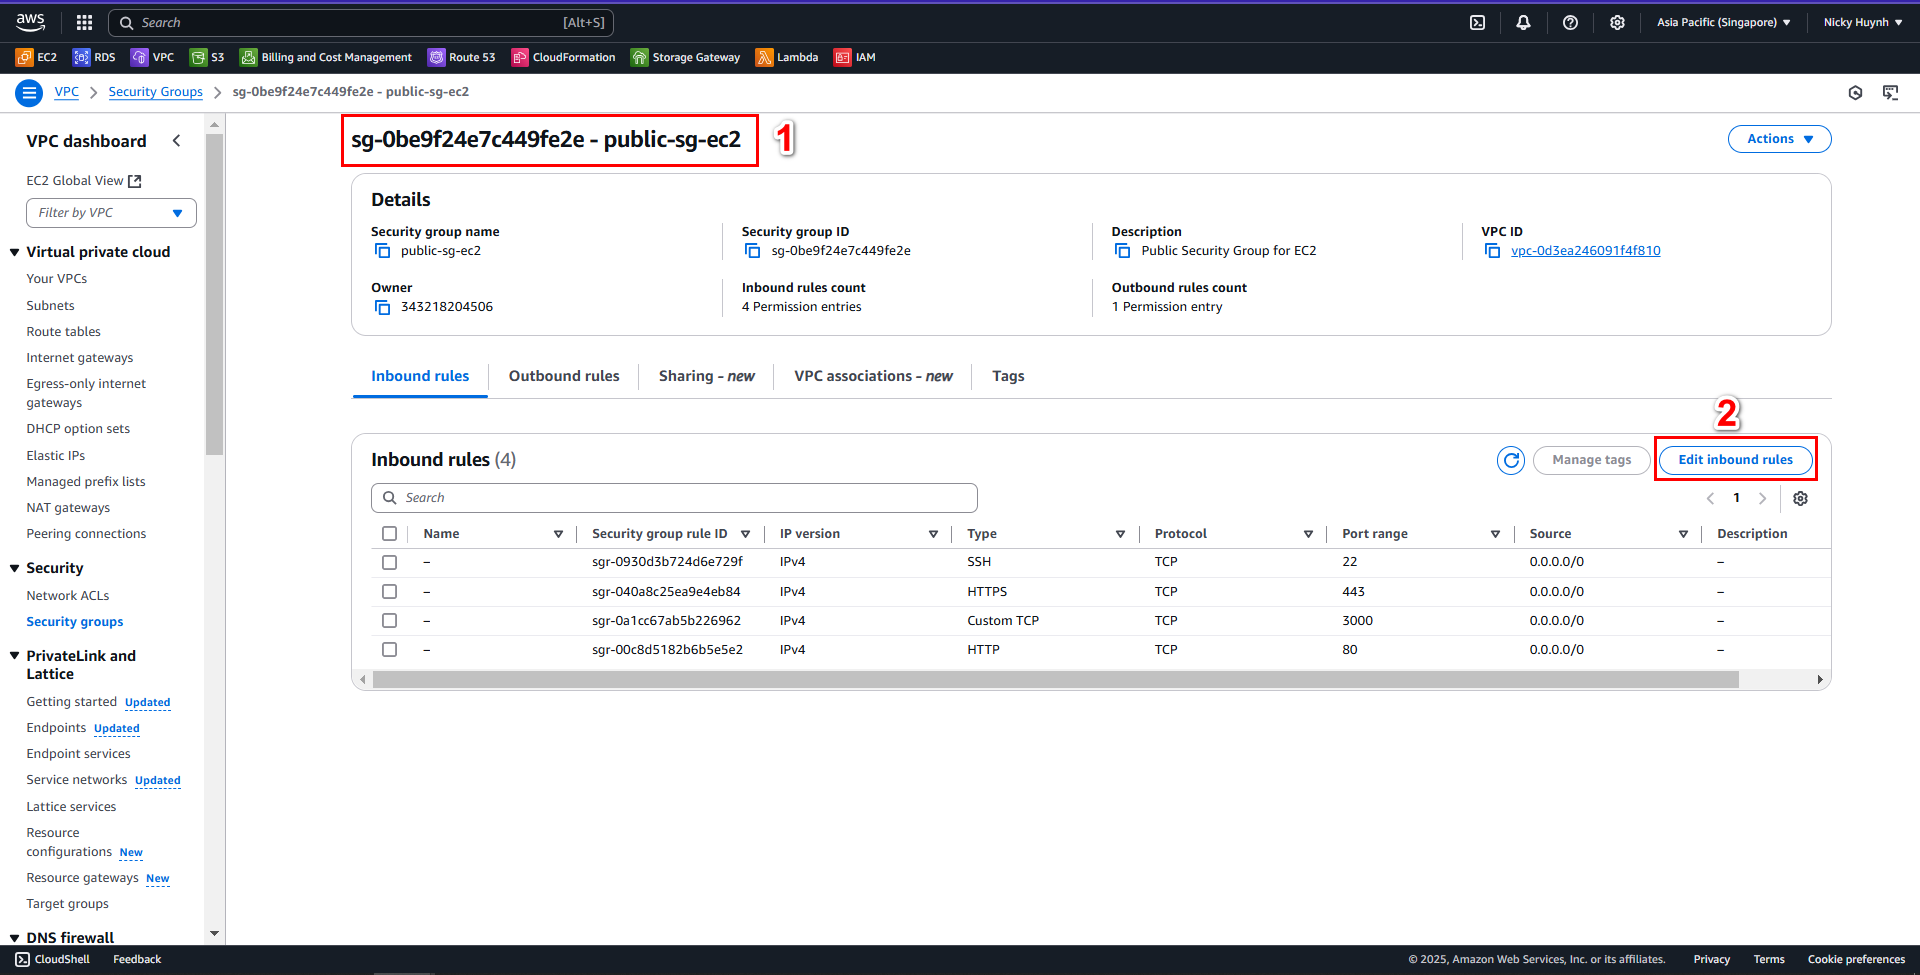 aws
Search [Alt+S]
Asia Pacific (Singapore)
Nicky Huynh
EC2 RDS VPC S3 Billing and Cost Management Route 53 CloudFormation Storage Gateway Lambda IAM
VPC Security Groups sg-0be9f24e7c449fe2e - public-sg-ec2
VPC dashboard
EC2 Global View
Filter by VPC
Virtual private cloud
Your VPCs
Subnets
Route tables
Internet gateways
Egress-only internet
gateways
DHCP option sets
Elastic IPs
Managed prefix lists
NAT gateways
Peering connections
Security
Network ACLs
Security groups
PrivateLink and
Lattice
Getting started Updated
Endpoints Updated
Endpoint services
Service networks Updated
Lattice services
Resource
configurations New
Resource gateways New
Target groups
DNS firewall
sg-0be9f24e7c449fe2e - public-sg-ec2 1
Actions
Details
Security group name
public-sg-ec2
Security group ID
sg-0be9f24e7c449fe2e
Description
Public Security Group for EC2
VPC ID
vpc-0d3ea246091f4f810
Owner
343218204506
Inbound rules count
4 Permission entries
Outbound rules count
1 Permission entry
Inbound rules Outbound rules Sharing - new VPC associations - new Tags
2
Inbound rules (4)
Manage tags
Edit inbound rules
Search
1
Name Security group rule ID IP version Type Protocol Port range Source Description
– sgr-0930d3b724d6e729f IPv4 SSH TCP 22 0.0.0.0/0 –
– sgr-040a8c25ea9e4eb84 IPv4 HTTPS TCP 443 0.0.0.0/0 –
– sgr-0a1cc67ab5b226962 IPv4 Custom TCP TCP 3000 0.0.0.0/0 –
– sgr-00c8d5182b6b5e5e2 IPv4 HTTP TCP 80 0.0.0.0/0 –
CloudShell Feedback
© 2025, Amazon Web Services, Inc. or its affiliates. Privacy Terms Cookie preferences